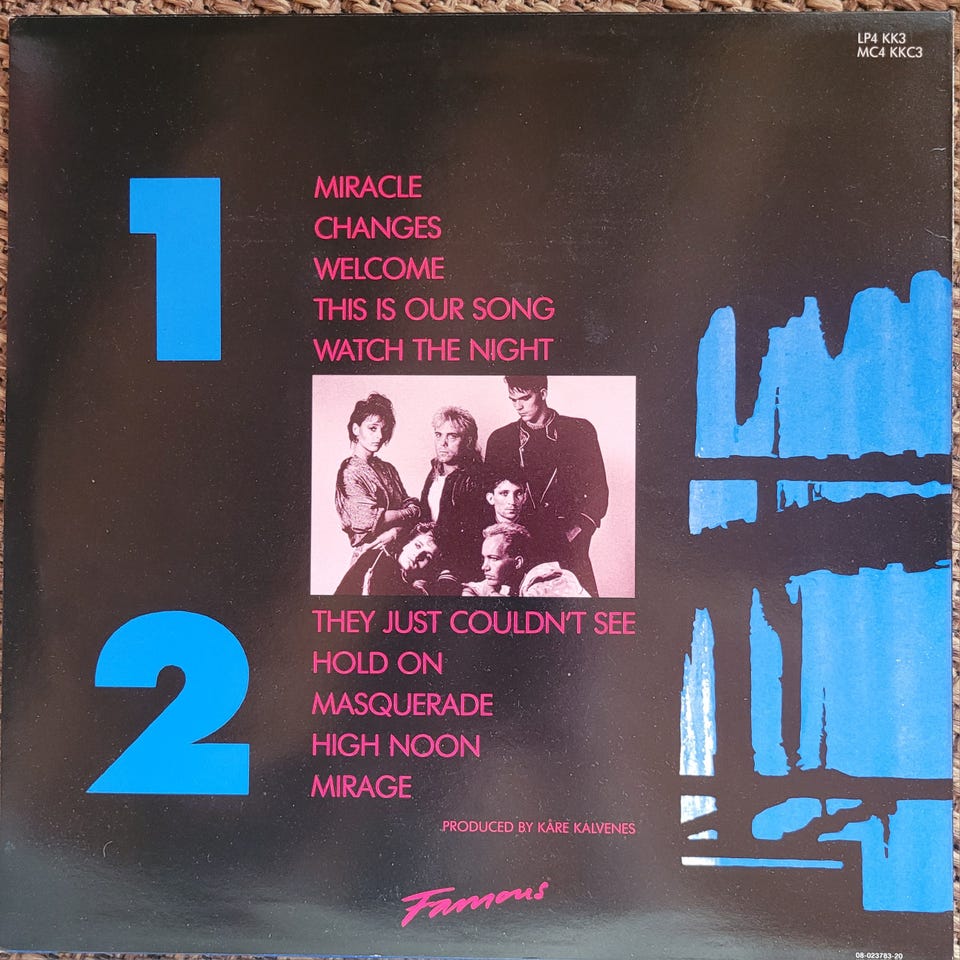 LP4 KK3
MC4 KKC3
1
MIRACLE
CHANGES
WELCOME
THIS IS OUR SONG
WATCH THE NIGHT
2
THEY JUST COULDN'T SEE
HOLD ON
MASQUERADE
HIGH NOON
MIRAGE
PRODUCED BY KÅRE KALVENES
Famous
08-023783-20